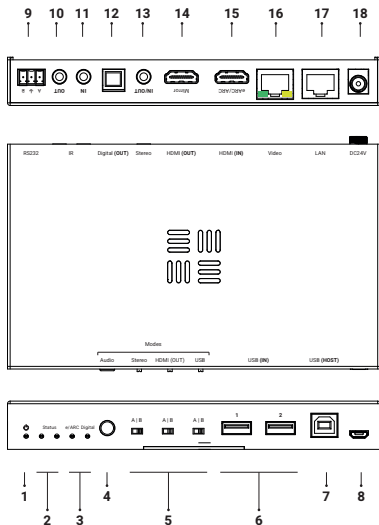 9 10 11 12 13 14 15 16 17 18
B A OUT IN IN/OUT Mirror eARC/ARC
RS232 IR Digital (OUT) Stereo HDMI (OUT) HDMI (IN) Video LAN DC24V
Modes
Audio Stereo HDMI (OUT) USB USB (IN) USB (HOST)
Status e/ARC Digital A | B A | B A | B 1 2
1 2 3 4 5 6 7 8